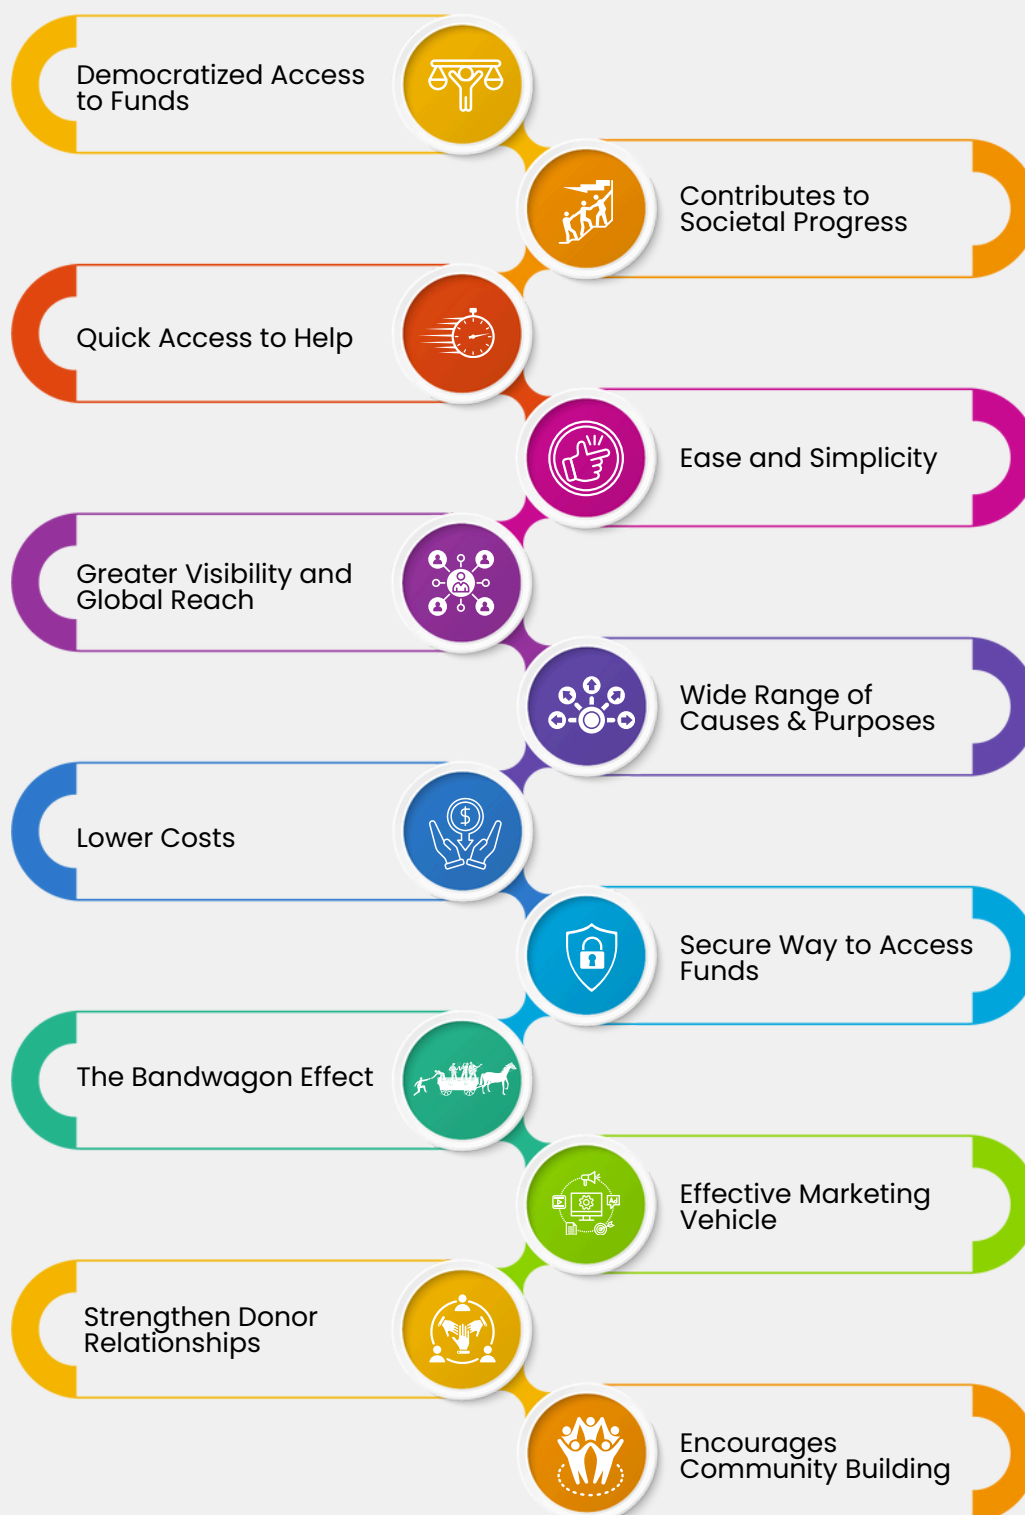 Democratized Access
to Funds
Contributes to
Societal Progress
Quick Access to Help
Ease and Simplicity
Greater Visibility and
Global Reach
Wide Range of
Causes & Purposes
Lower Costs
$
Secure Way to Access
Funds
The Bandwagon Effect
Effective Marketing
Vehicle
Ad
Strengthen Donor
Relationships
Encourages
Community Building